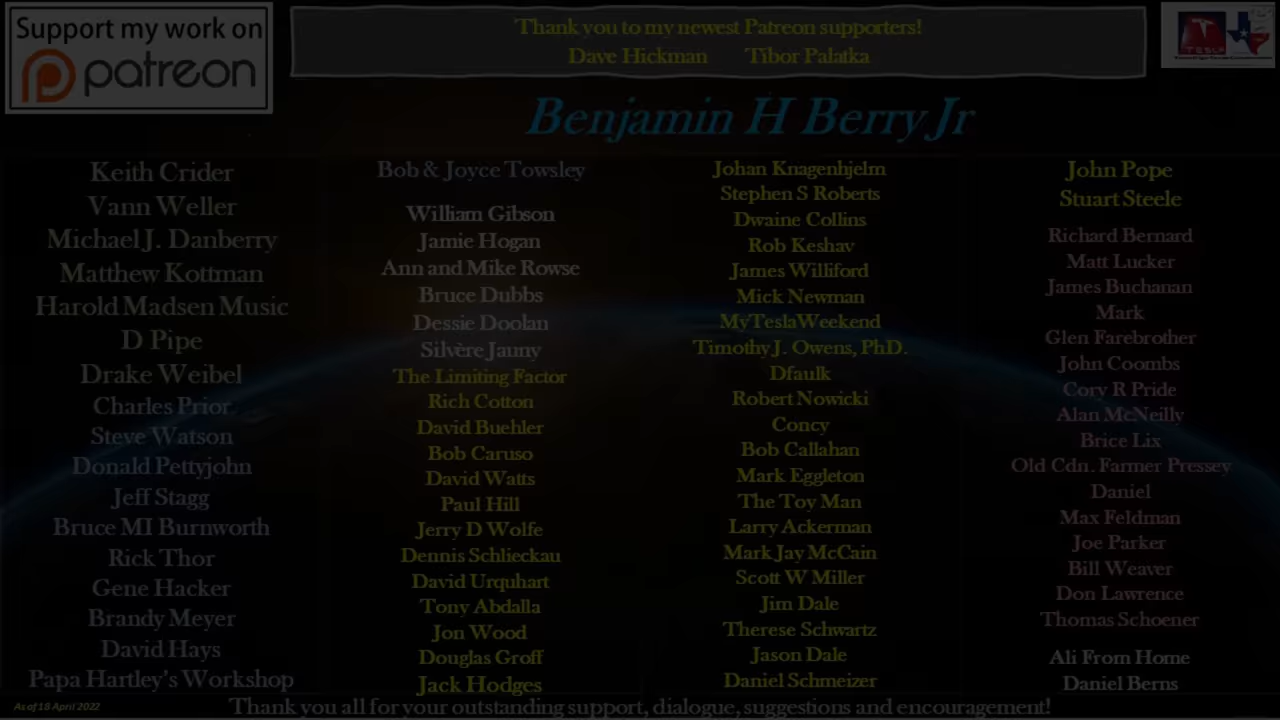 Support my work on
patreon
Thank you to my newest Patreon supporters!
Dave Hickman Tibor Palatka
TESLA
Benjamin H Berry Jr
Keith Crider
Vann Weller
Michael J. Danberry
Matthew Kottman
Harold Madsen Music
D Pipe
Drake Weibel
Charles Prior
Steve Watson
Donald Pettyjohn
Jeff Stagg
Bruce MI Burnworth
Rick Thor
Gene Hacker
Brandy Meyer
David Hays
Papa Hartley's Workshop
Bob & Joyce Towsley
William Gibson
Jamie Hogan
Ann and Mike Rowse
Bruce Dubbs
Dessie Doolan
Silvère Jauny
The Limiting Factor
Rich Cotton
David Buehler
Bob Caruso
David Watts
Paul Hill
Jerry D Wolfe
Dennis Schlieckau
David Urquhart
Tony Abdalla
Jon Wood
Douglas Groff
Jack Hodges
Johan Knagenhjelm
Stephen S Roberts
Dwaine Collins
Rob Keshav
James Williford
Mick Newman
MyTeslaWeekend
Timothy J. Owens, PhD.
Dfaulk
Robert Nowicki
Concy
Bob Callahan
Mark Eggleton
The Toy Man
Larry Ackerman
Mark Jay McCain
Scott W Miller
Jim Dale
Therese Schwartz
Jason Dale
Daniel Schmeizer
John Pope
Stuart Steele
Richard Bernard
Matt Lucker
James Buchanan
Mark
Glen Farebrother
John Coombs
Cory R Pride
Alan McNeilly
Brice Lix
Old Cdn. Farmer Pressey
Daniel
Max Feldman
Joe Parker
Bill Weaver
Don Lawrence
Thomas Schoener
Ali From Home
Daniel Berns
As of 18 April 2022
Thank you all for your outstanding support, dialogue, suggestions and encouragement!